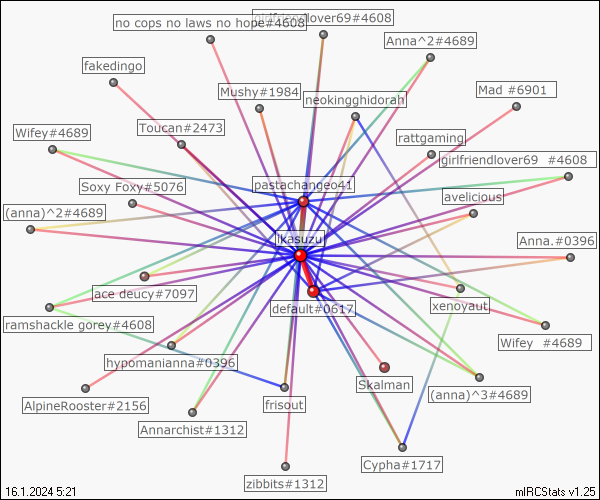 no cops no laws no hope#4608
girlfriendlover69#4608
Anna^2#4689
fakedingo
Mushy#1984
neokingghidorah
Mad #6901
Wifey#4689
Toucan#2473
rattgaming
girlfriendlover69 #4608
Soxy Foxy#5076
pastachangeo41
avelicious
(anna)^2#4689
ikasuzu
Anna.#0396
ace deucy#7097
default#0617
xenoyaut
ramshackle gorey#4608
Wifey #4689
hypomanianna#0396
Skalman
(anna)^3#4689
AlpineRooster#2156
frisout
Annarchist#1312
Cypha#1717
zibbits#1312
16.1.2024 5:21
mIRCStats v1.25